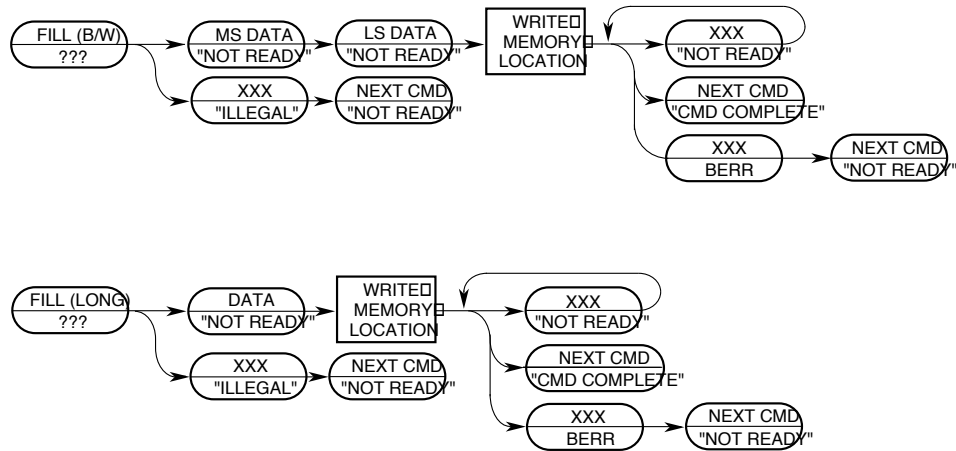 FILL (B/W)
???
MS DATA
"NOT READY"
LS DATA
"NOT READY"
WRITE
MEMORY
LOCATION
XXX
"NOT READY"
XXX
"ILLEGAL"
NEXT CMD
"NOT READY"
NEXT CMD
"CMD COMPLETE"
XXX
BERR
NEXT CMD
"NOT READY"
FILL (LONG)
???
DATA
"NOT READY"
WRITE
MEMORY
LOCATION
XXX
"NOT READY"
XXX
"ILLEGAL"
NEXT CMD
"NOT READY"
NEXT CMD
"CMD COMPLETE"
XXX
BERR
NEXT CMD
"NOT READY"